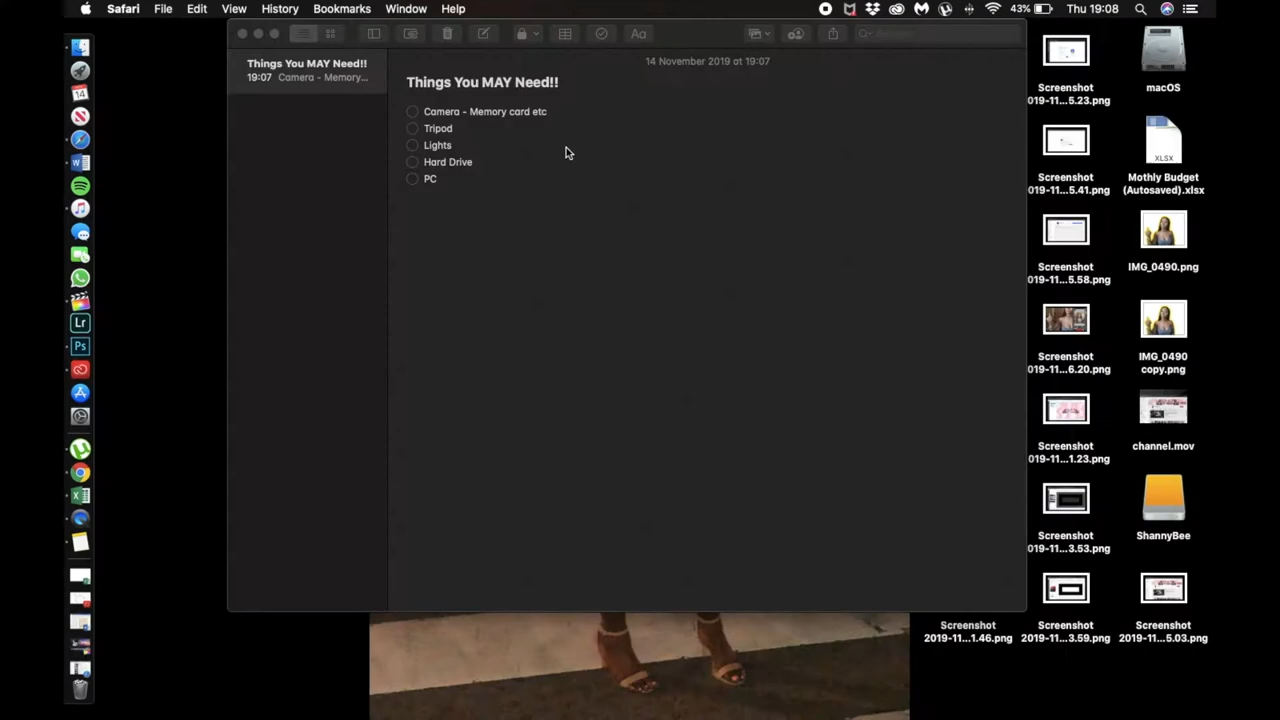 Safari File Edit View History Bookmarks Window Help 43% Thu 19:08
Things You MAY Need!!
19:07 Camera - Memory...
14 November 2019 at 19:07
Things You MAY Need!!
Camera - Memory card etc
Tripod
Lights
Hard Drive
PC
Aa
14
Lr
Ps
XLSX
Screenshot
019-11...5.23.png
macOS
Screenshot
019-11...5.41.png
Mothly Budget
(Autosaved).xlsx
Screenshot
019-11...5.58.png
IMG_0490.png
Screenshot
019-11...6.20.png
IMG_0490
copy.png
Screenshot
019-11...1.23.png
channel.mov
Screenshot
019-11...3.53.png
ShannyBee
Screenshot
2019-11...1.46.png
Screenshot
2019-11...3.59.png
Screenshot
2019-11...5.03.png